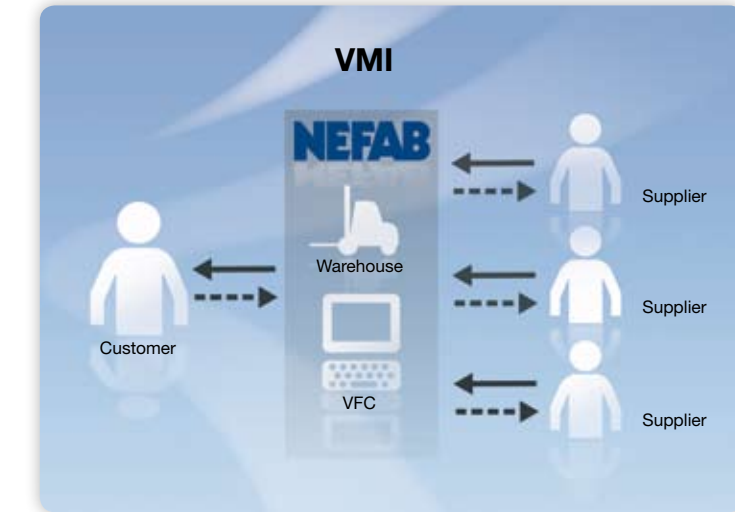 VMI
NEFAB
Supplier
Warehouse
Supplier
Customer
VFC
Supplier